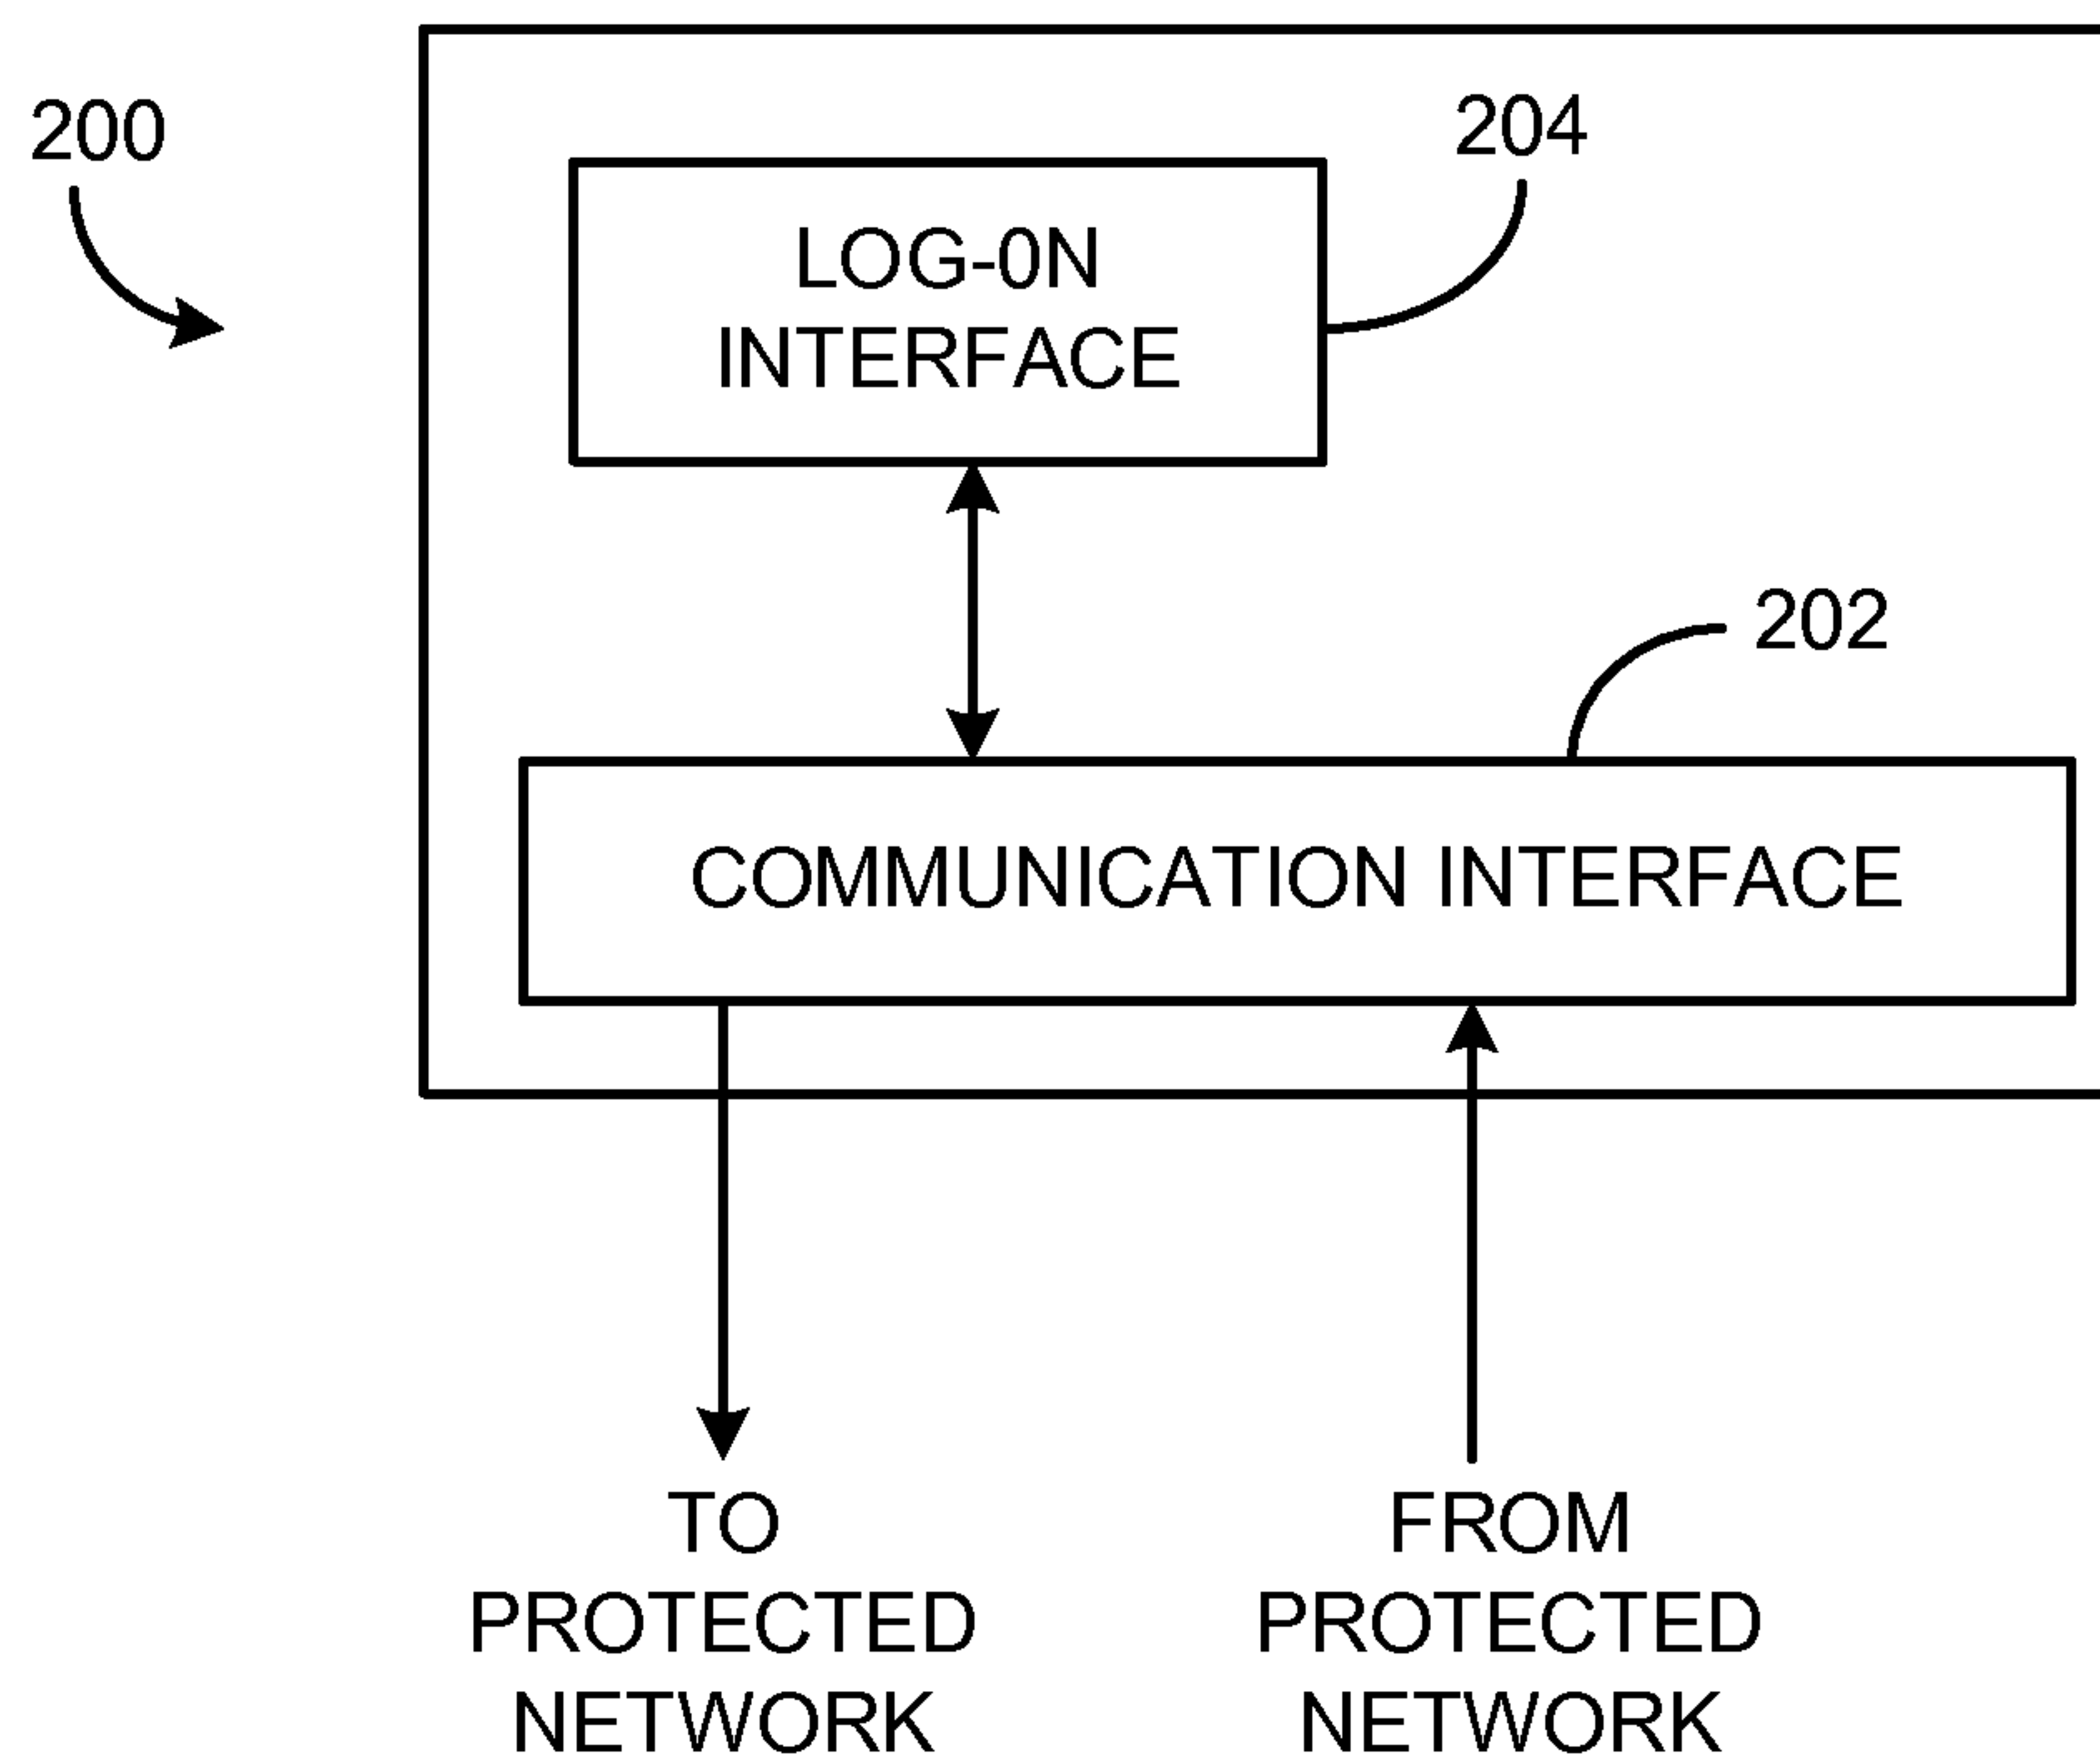 200
204
LOG-0N
INTERFACE
202
COMMUNICATION INTERFACE
TO
PROTECTED
NETWORK
FROM
PROTECTED
NETWORK